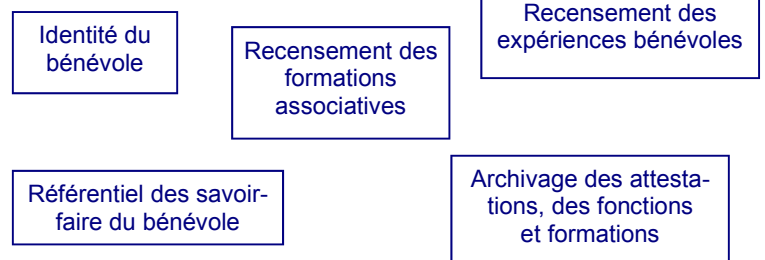 Identité du
bénévole
Recensement des
formations
associatives
Recensement des
expériences bénévoles
Référentiel des savoir-
faire du bénévole
Archivage des attesta-
tions, des fonctions
et formations